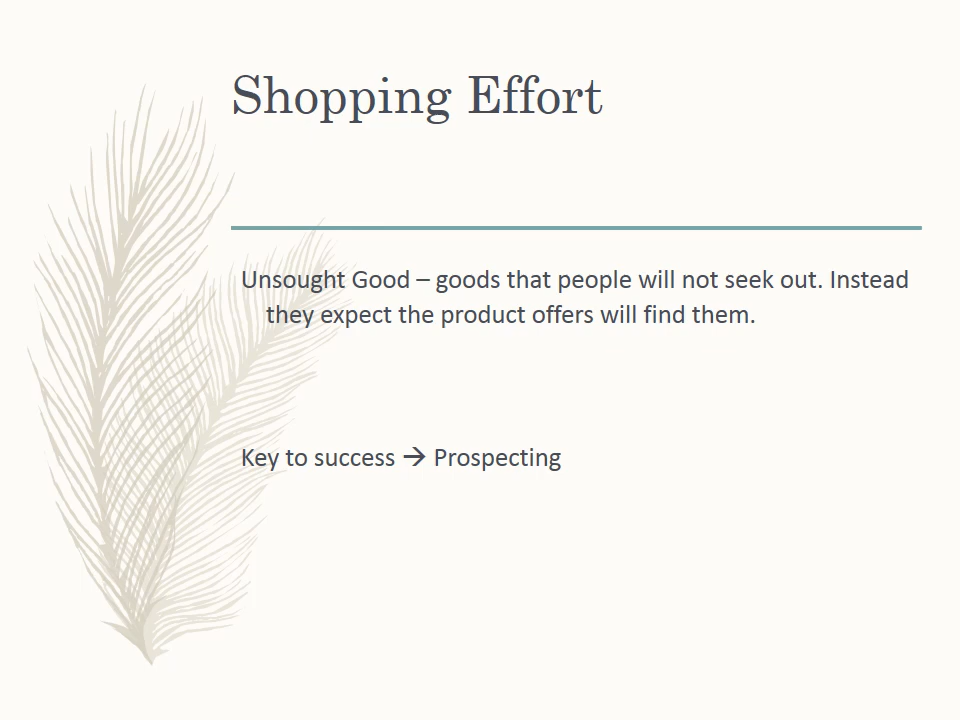 Shopping Effort
Unsought Good – goods that people will not seek out. Instead
they expect the product offers will find them.
Key to success → Prospecting